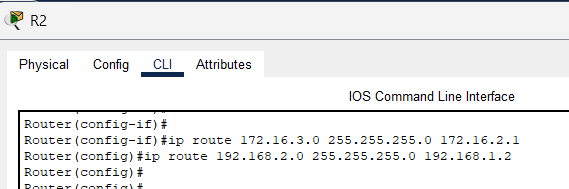 R2
Physical Config CLI Attributes
IOS Command Line Interface
Router(config-if)#
Router(config-if)#ip route 172.16.3.0 255.255.255.0 172.16.2.1
Router(config)#ip route 192.168.2.0 255.255.255.0 192.168.1.2
Router(config)#
Router(config)#